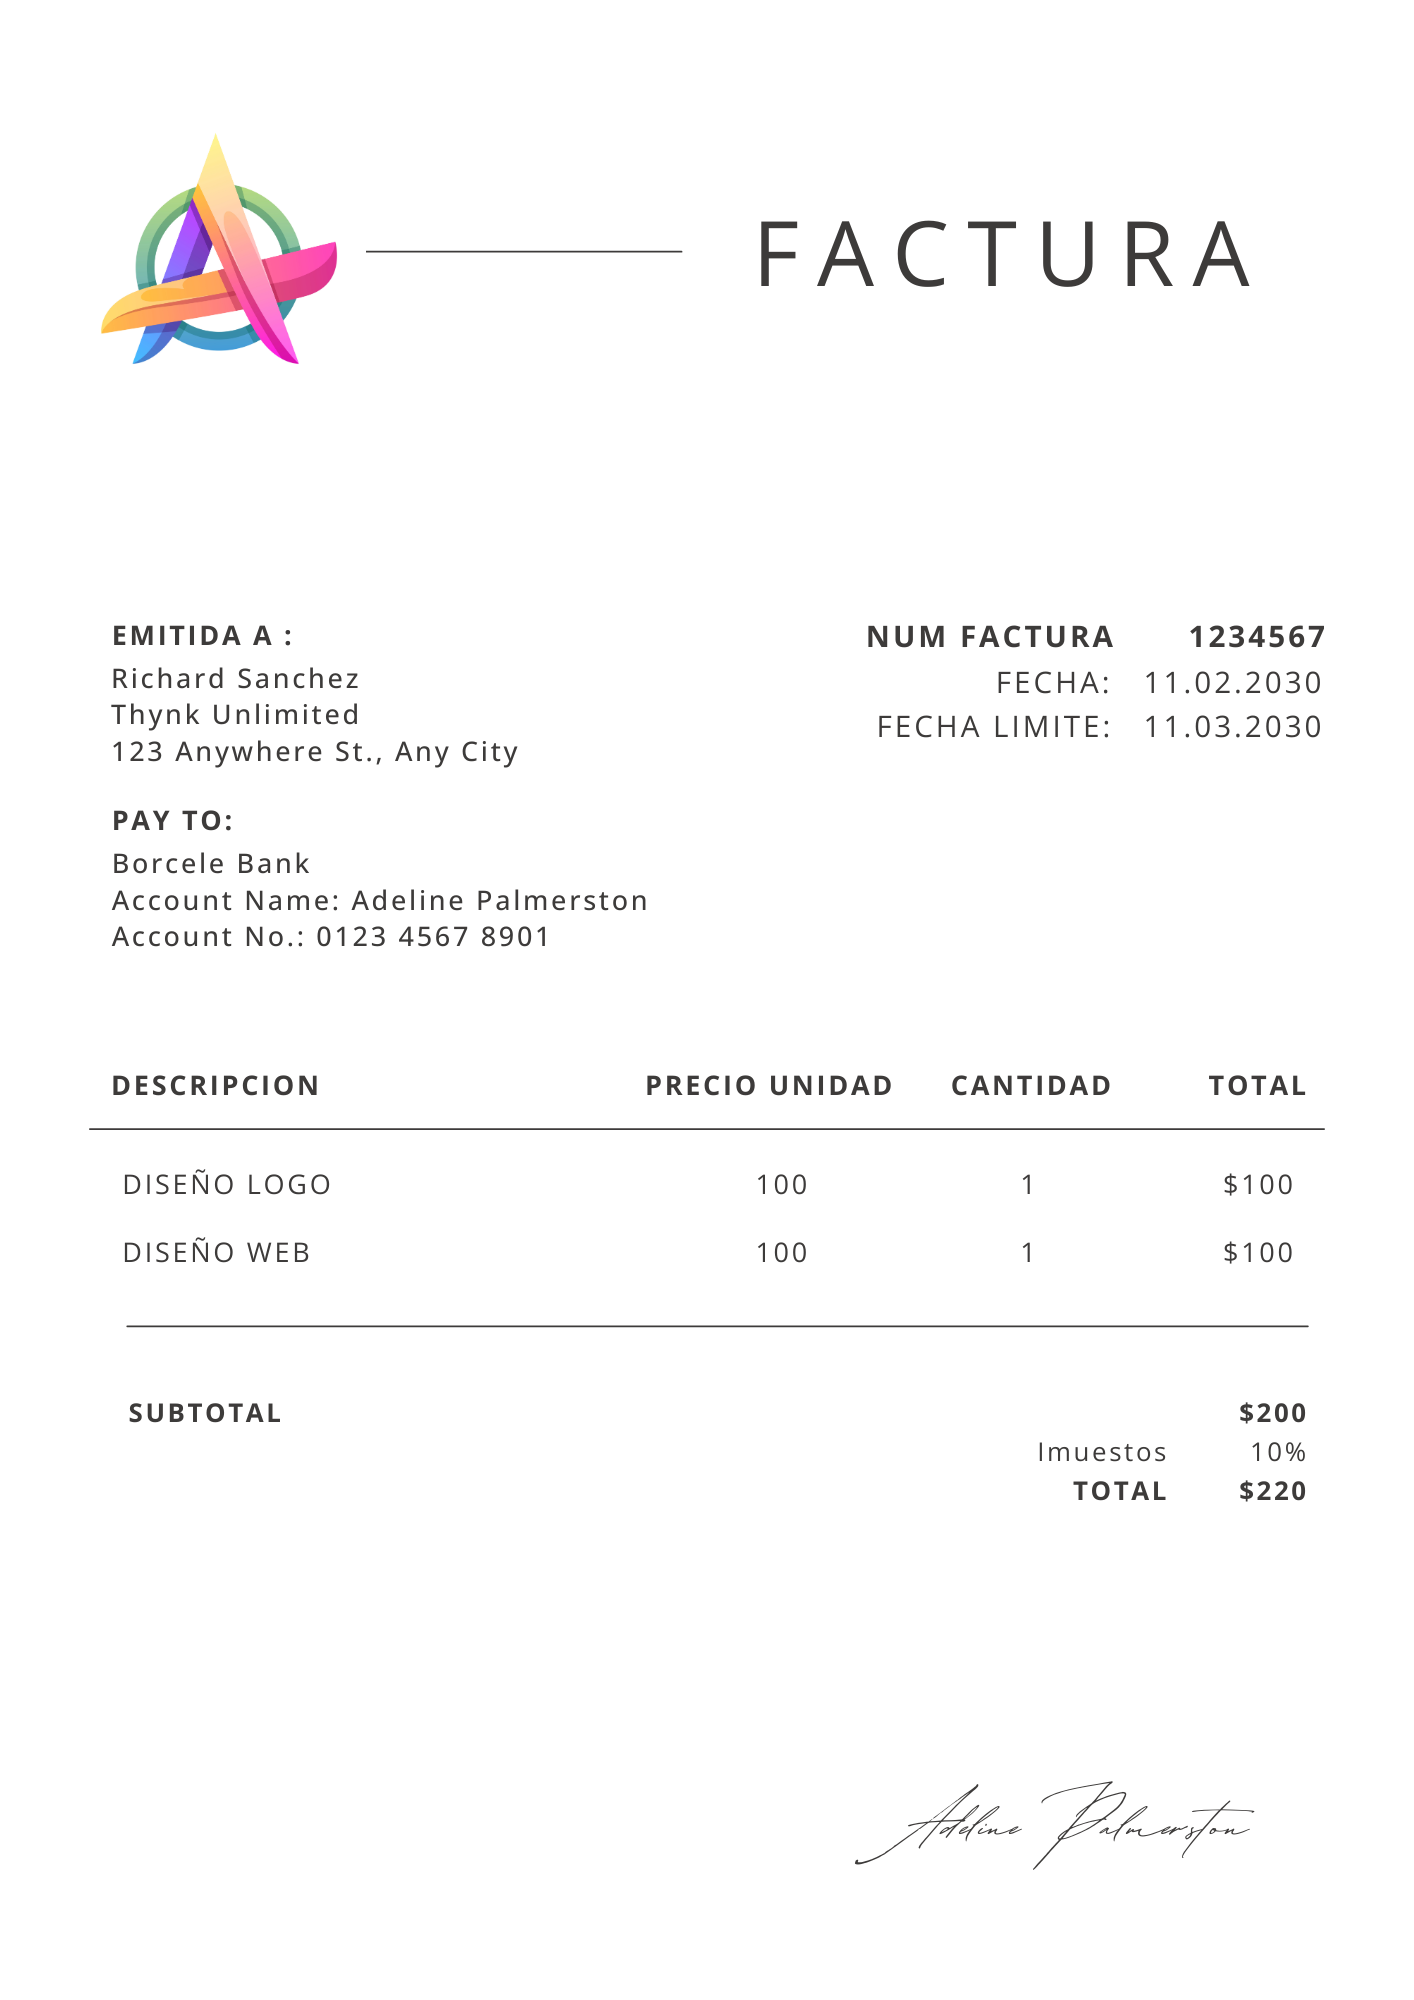 FACTURA
EMITIDA A :
Richard Sanchez
Thynk Unlimited
123 Anywhere St., Any City
NUM FACTURA 1234567
FECHA: 11.02.2030
FECHA LIMITE: 11.03.2030
PAY TO:
Borcele Bank
Account Name: Adeline Palmerston
Account No.: 0123 4567 8901
DESCRIPCION PRECIO UNIDAD CANTIDAD TOTAL
DISEÑO LOGO 100 1 $100
DISEÑO WEB 100 1 $100
SUBTOTAL $200
Imuestos 10%
TOTAL $220
Adeline Palmerston